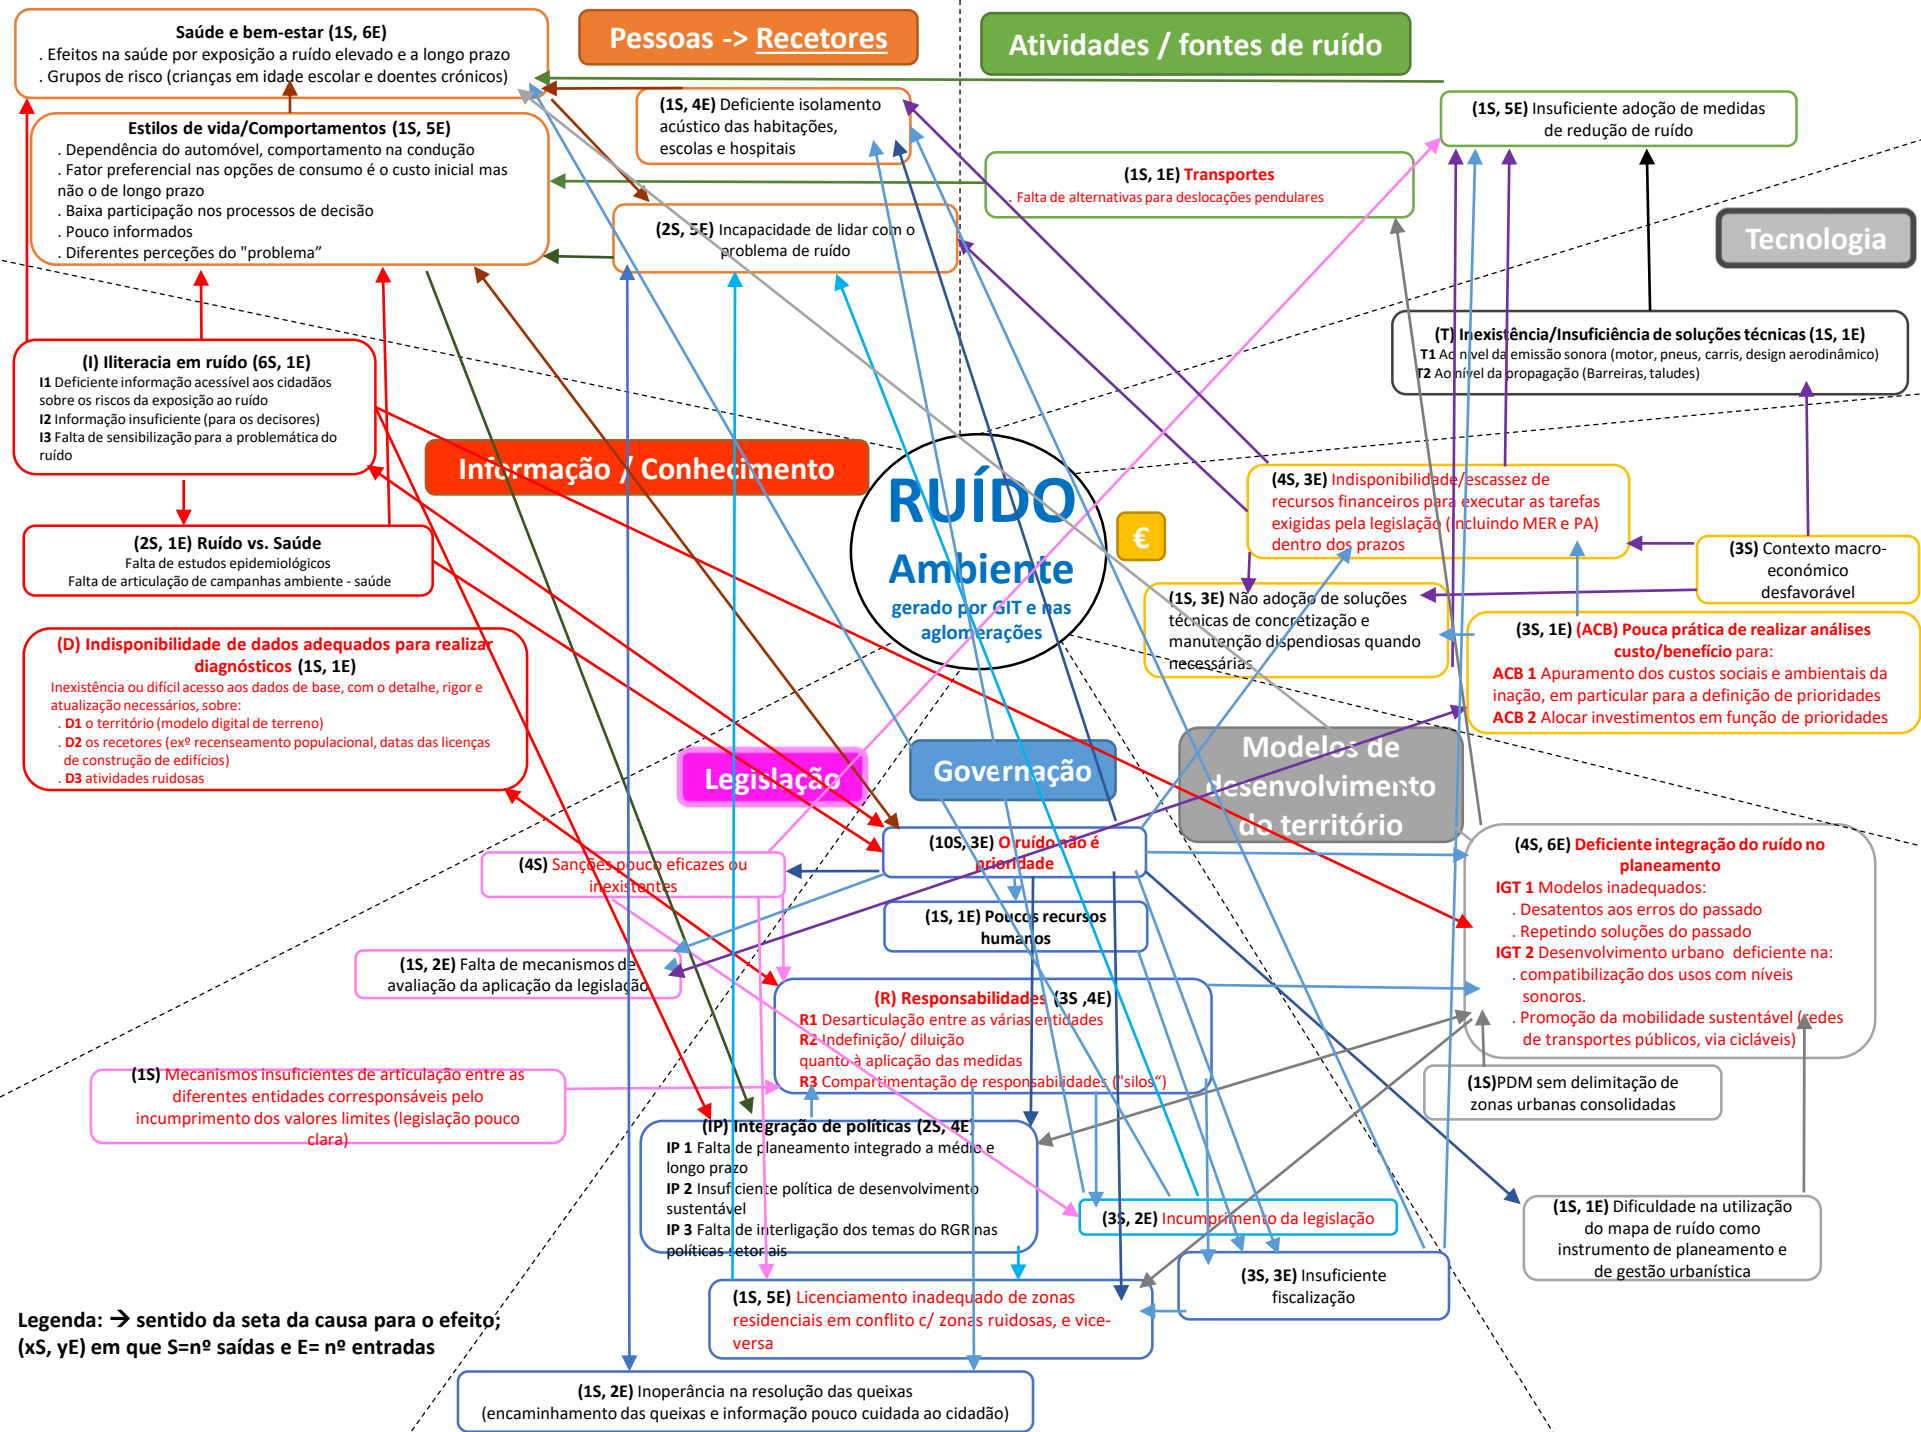 Saúde e bem-estar (1S, 6E)
. Efeitos na saúde por exposição a ruído elevado e a longo prazo
. Grupos de risco (crianças em idade escolar e doentes crónicos)
Pessoas -> Recetores
Atividades / fontes de ruído
Estilos de vida/Comportamentos (1S, 5E)
. Dependência do automóvel, comportamento na condução
. Fator preferencial nas opções de consumo é o custo inicial mas
não o de longo prazo
. Baixa participação nos processos de decisão
. Pouco informados
. Diferentes perceções do "problema”
(1S, 4E) Deficiente isolamento
acústico das habitações,
escolas e hospitais
(2S, 5E) Incapacidade de lidar com o
problema de ruído
(1S, 1E) Transportes
. Falta de alternativas para deslocações pendulares
(1S, 5E) Insuficiente adoção de medidas
de redução de ruído
Tecnologia
(T) Inexistência/Insuficiência de soluções técnicas (1S, 1E)
T1 Ao nível da emissão sonora (motor, pneus, carris, design aerodinâmico)
T2 Ao nível da propagação (Barreiras, taludes)
(I) Iliteracia em ruído (6S, 1E)
I1 Deficiente informação acessível aos cidadãos
sobre os riscos da exposição ao ruído
I2 Informação insuficiente (para os decisores)
I3 Falta de sensibilização para a problemática do
ruído
Informação / Conhecimento
(2S, 1E) Ruído vs. Saúde
Falta de estudos epidemiológicos
Falta de articulação de campanhas ambiente - saúde
(D) Indisponibilidade de dados adequados para realizar
diagnósticos (1S, 1E)
Inexistência ou difícil acesso aos dados de base, com o detalhe, rigor e
atualização necessários, sobre:
. D1 o território (modelo digital de terreno)
. D2 os recetores (exº recenseamento populacional, datas das licenças
de construção de edifícios)
. D3 atividades ruidosas
RUÍDO
Ambiente
gerado por GIT e nas
aglomerações
€
(4S, 3E) Indisponibilidade/escassez de
recursos financeiros para executar as tarefas
exigidas pela legislação (incluindo MER e PA)
dentro dos prazos
(3S) Contexto macro-
económico
desfavorável
(1S, 3E) Não adoção de soluções
técnicas de concretização e
manutenção dispendiosas quando
necessárias
(3S, 1E) (ACB) Pouca prática de realizar análises
custo/benefício para:
ACB 1 Apuramento dos custos sociais e ambientais da
inação, em particular para a definição de prioridades
ACB 2 Alocar investimentos em função de prioridades
Legislação
Governação
Modelos de
desenvolvimento
do território
(10S, 3E) O ruído não é
prioridade
(4S) Sanções pouco eficazes ou
inexistentes
(1S, 1E) Poucos recursos
humanos
(1S, 2E) Falta de mecanismos de
avaliação da aplicação da legislação
(4S, 6E) Deficiente integração do ruído no
planeamento
IGT 1 Modelos inadequados:
. Desatentos aos erros do passado
. Repetindo soluções do passado
IGT 2 Desenvolvimento urbano deficiente na:
. compatibilização dos usos com níveis
sonoros.
. Promoção da mobilidade sustentável (redes
de transportes públicos, via cicláveis)
(R) Responsabilidades (3S ,4E)
R1 Desarticulação entre as várias entidades
R2 Indefinição/ diluição
quanto à aplicação das medidas
R3 Compartimentação de responsabilidades ("silos“)
(1S) Mecanismos insuficientes de articulação entre as
diferentes entidades corresponsáveis pelo
incumprimento dos valores limites (legislação pouco
clara)
(1S)PDM sem delimitação de
zonas urbanas consolidadas
(IP) Integração de políticas (2S, 4E)
IP 1 Falta de planeamento integrado a médio e
longo prazo
IP 2 Insuficiente política de desenvolvimento
sustentável
IP 3 Falta de interligação dos temas do RGR nas
políticas setoriais
(3S, 2E) Incumprimento da legislação
(1S, 1E) Dificuldade na utilização
do mapa de ruído como
instrumento de planeamento e
de gestão urbanística
(3S, 3E) Insuficiente
fiscalização
(1S, 5E) Licenciamento inadequado de zonas
residenciais em conflito c/ zonas ruidosas, e vice-
versa
Legenda: → sentido da seta da causa para o efeito;
(xS, yE) em que S=nº saídas e E= nº entradas
(1S, 2E) Inoperância na resolução das queixas
(encaminhamento das queixas e informação pouco cuidada ao cidadão)